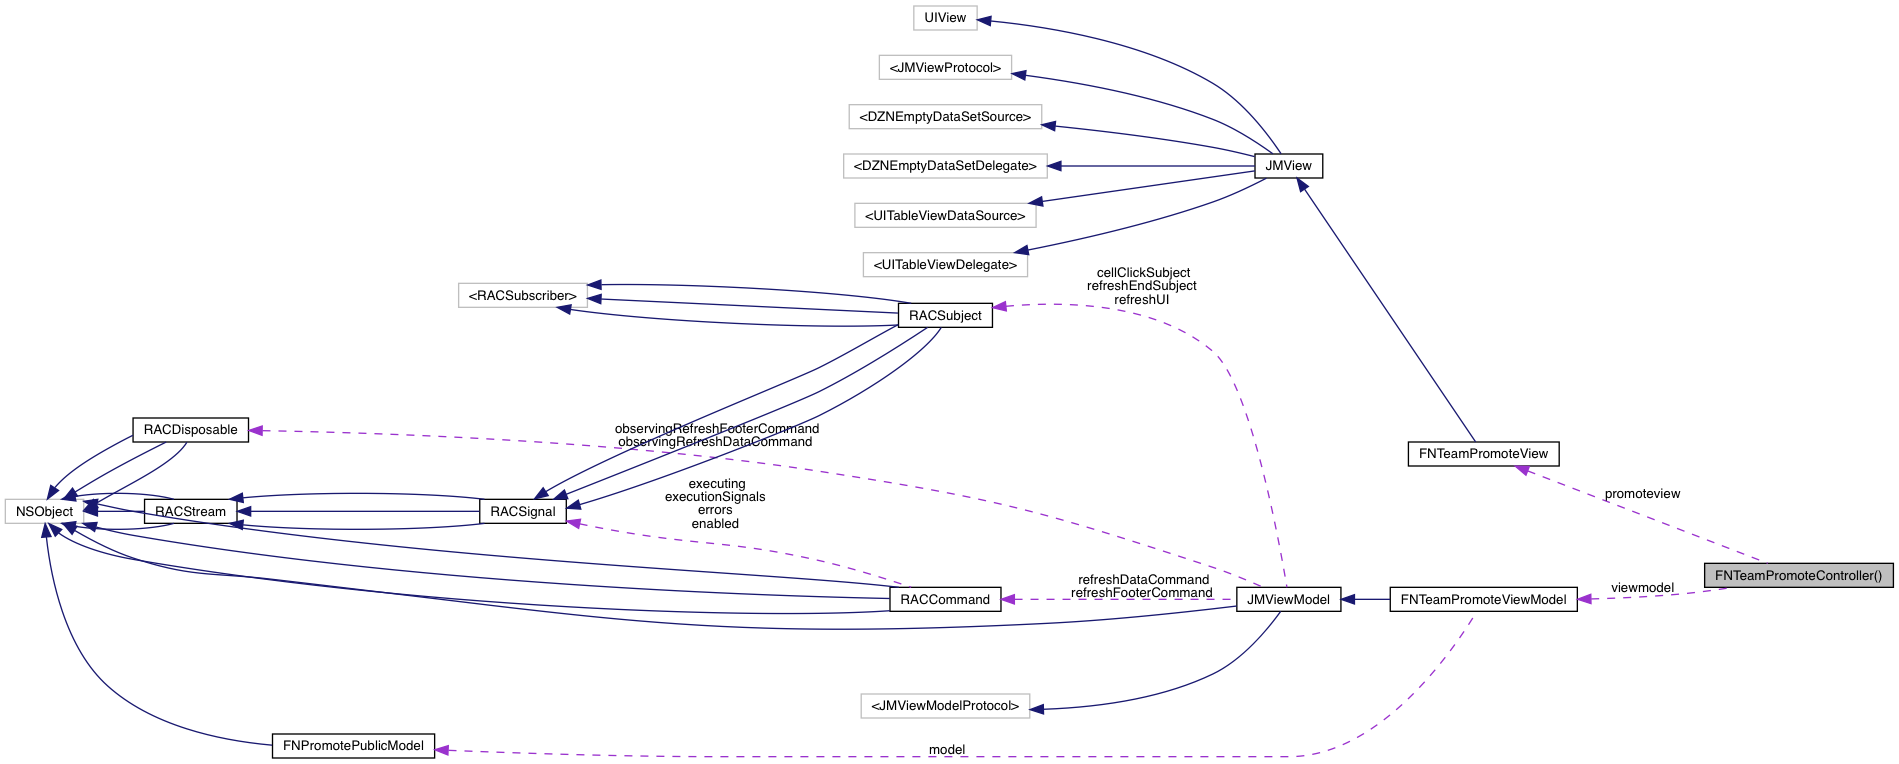 UIView
<JMViewProtocol>
<DZNEmptyDataSetSource>
<DZNEmptyDataSetDelegate>
JMView
<UITableViewDataSource>
<UITableViewDelegate>
cellClickSubject
refreshEndSubject
refreshUI
<RACSubscriber>
RACSubject
RACDisposable
observingRefreshFooterCommand
observingRefreshDataCommand
FNTeamPromoteView
promoteview
executing
executionSignals
errors
enabled
NSObject
RACStream
RACSignal
FNTeamPromoteController()
viewmodel
refreshDataCommand
refreshFooterCommand
RACCommand
JMViewModel
FNTeamPromoteViewModel
<JMViewModelProtocol>
FNPromotePublicModel
model